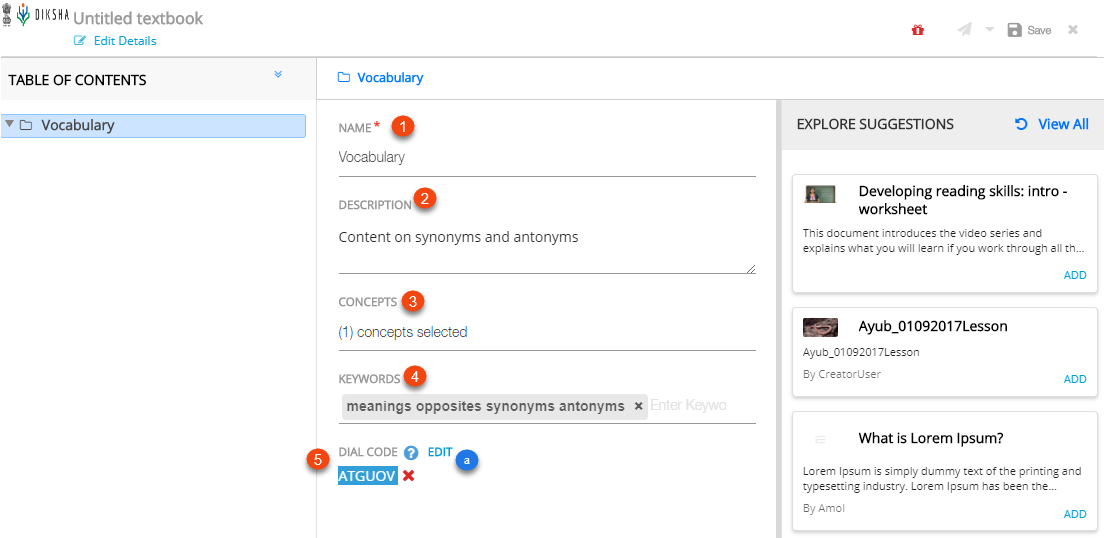 DIKSHA Untitled textbook
Edit Details
Save
TABLE OF CONTENTS
Vocabulary
Vocabulary
NAME* 1
Vocabulary
DESCRIPTION 2
Content on synonyms and antonyms
CONCEPTS 3
(1) concepts selected
KEYWORDS 4
meanings opposites synonyms antonyms × Enter Keywo
5 DIAL CODE ? EDIT a
ATGUOV
EXPLORE SUGGESTIONS View All
Developing reading skills: intro -
worksheet
This document introduces the video series and
explains what you will learn if you work through all th...
ADD
Ayub_01092017Lesson
Ayub_01092017Lesson
By CreatorUser
ADD
What is Lorem Ipsum?
Lorem Ipsum is simply dummy text of the printing and
typesetting industry. Lorem Ipsum has been the...
By Amol
ADD